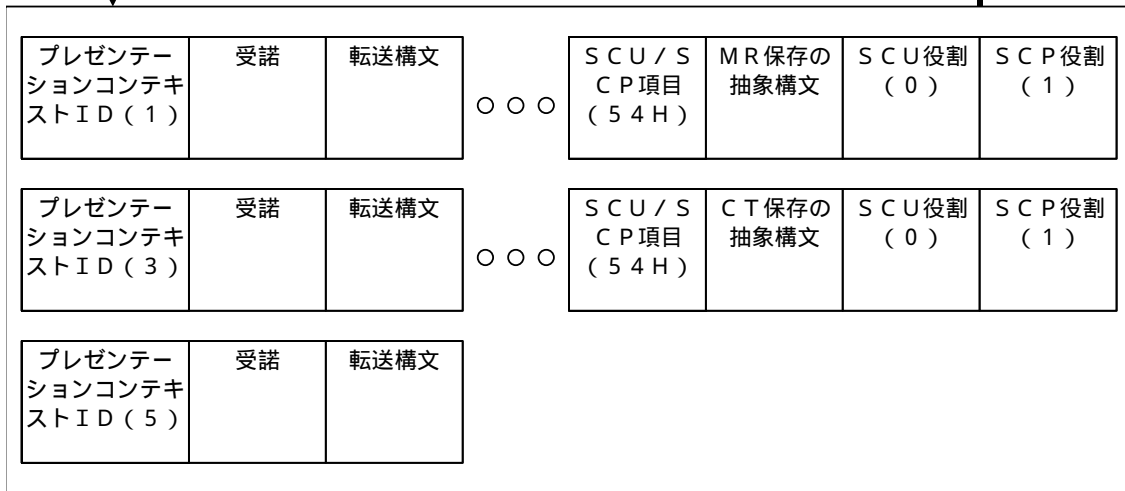 プレゼンテー
ションコンテキ
ストＩＤ（１）
受諾
転送構文
○○○
ＳＣＵ/Ｓ
ＣＰ項目
（５４Ｈ）
ＭＲ保存の
抽象構文
ＳＣＵ役割
（０）
ＳＣＰ役割
（１）
プレゼンテー
ションコンテキ
ストＩＤ（３）
受諾
転送構文
○○○
ＳＣＵ/Ｓ
ＣＰ項目
（５４Ｈ）
ＣＴ保存の
抽象構文
ＳＣＵ役割
（０）
ＳＣＰ役割
（１）
プレゼンテー
ションコンテキ
ストＩＤ（５）
受諾
転送構文